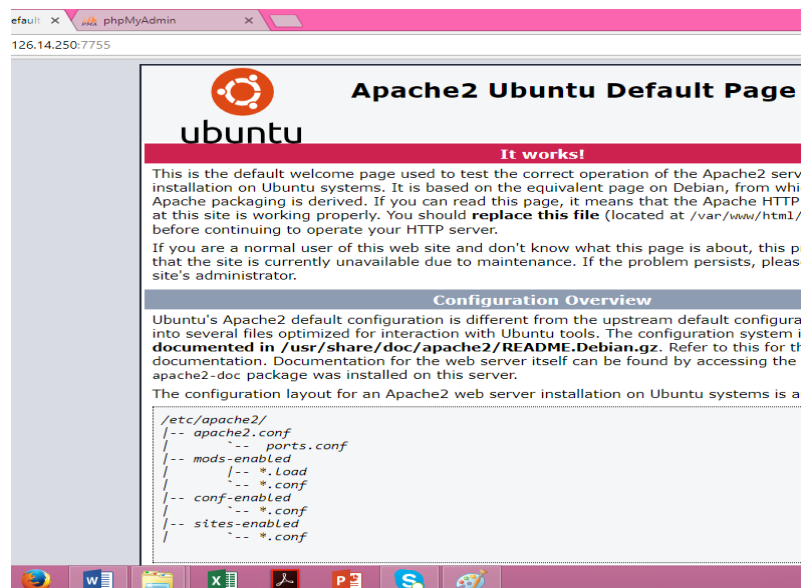 efault
phpMyAdmin
126.14.250:7755
ubuntu
Apache2 Ubuntu Default Page
It works!
This is the default welcome page used to test the correct operation of the Apache2 serv
installation on Ubuntu systems. It is based on the equivalent page on Debian, from whi
Apache packaging is derived. If you can read this page, it means that the Apache HTTP
at this site is working properly. You should replace this file (located at /var/www/html/
before continuing to operate your HTTP server.
If you are a normal user of this web site and don't know what this page is about, this p
that the site is currently unavailable due to maintenance. If the problem persists, pleas
site's administrator.
Configuration Overview
Ubuntu's Apache2 default configuration is different from the upstream default configura
into several files optimized for interaction with Ubuntu tools. The configuration system i
documented in /usr/share/doc/apache2/README.Debian.gz. Refer to this for th
documentation. Documentation for the web server itself can be found by accessing the
apache2-doc package was installed on this server.
The configuration layout for an Apache2 web server installation on Ubuntu systems is a
/etc/apache2/
|-- apache2.conf
|       `--  ports.conf
|-- mods-enabled
|       |-- *.load
|       `-- *.conf
|-- conf-enabled
|       `-- *.conf
|-- sites-enabled
|       `-- *.conf